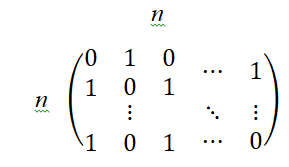 n
0 1 0 ⋯ 1
1 0 1
n
⋮ ⋱ ⋮
1 0 1 ⋯ 0